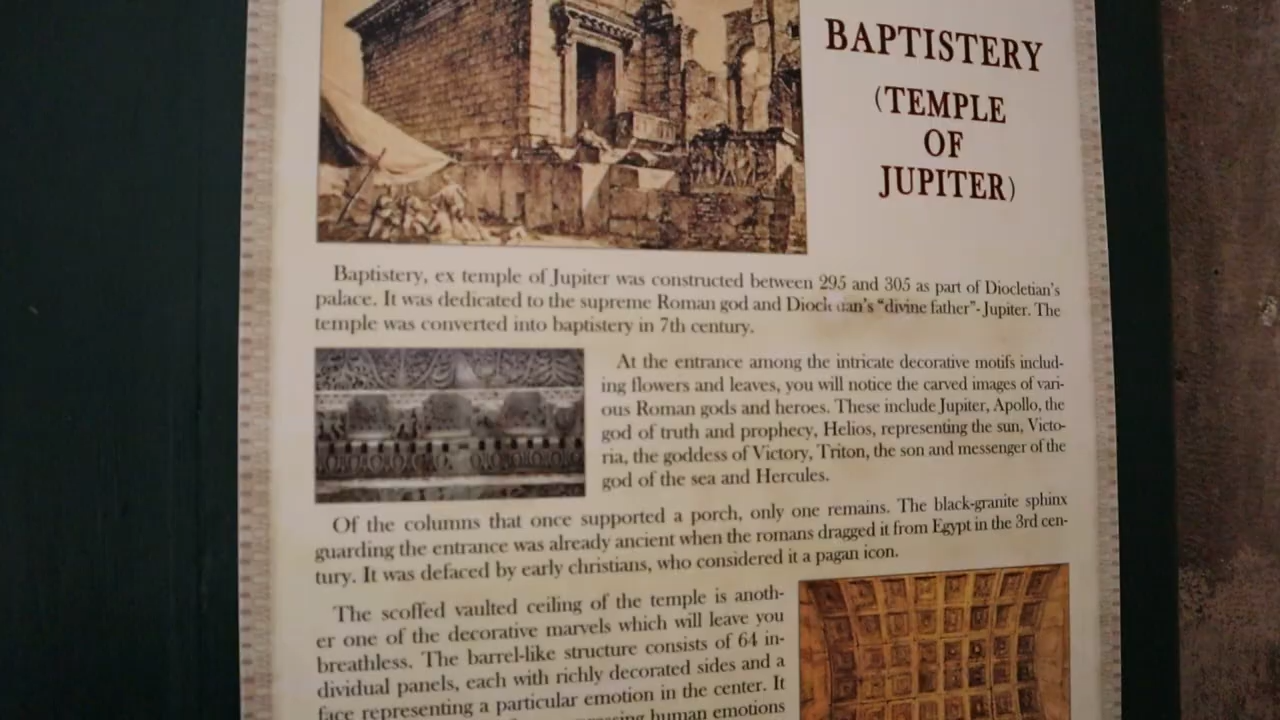 BAPTISTERY
(TEMPLE
OF
JUPITER)
Baptistery, ex temple of Jupiter was constructed between 295 and 305 as part of Diocletian's
palace. It was dedicated to the supreme Roman god and Diocletian's "divine father"- Jupiter. The
temple was converted into baptistery in 7th century.
At the entrance among the intricate decorative motifs includ-
ing flowers and leaves, you will notice the carved images of vari-
ous Roman gods and heroes. These include Jupiter, Apollo, the
god of truth and prophecy, Helios, representing the sun, Victo-
ria, the goddess of Victory, Triton, the son and messenger of the
god of the sea and Hercules.
Of the columns that once supported a porch, only one remains. The black-granite sphinx
guarding the entrance was already ancient when the romans dragged it from Egypt in the 3rd cen-
tury. It was defaced by early christians, who considered it a pagan icon.
The scoffed vaulted ceiling of the temple is anoth-
er one of the decorative marvels which will leave you
breathless. The barrel-like structure consists of 64 in-
dividual panels, each with richly decorated sides and a
face representing a particular emotion in the center. It
human emotions